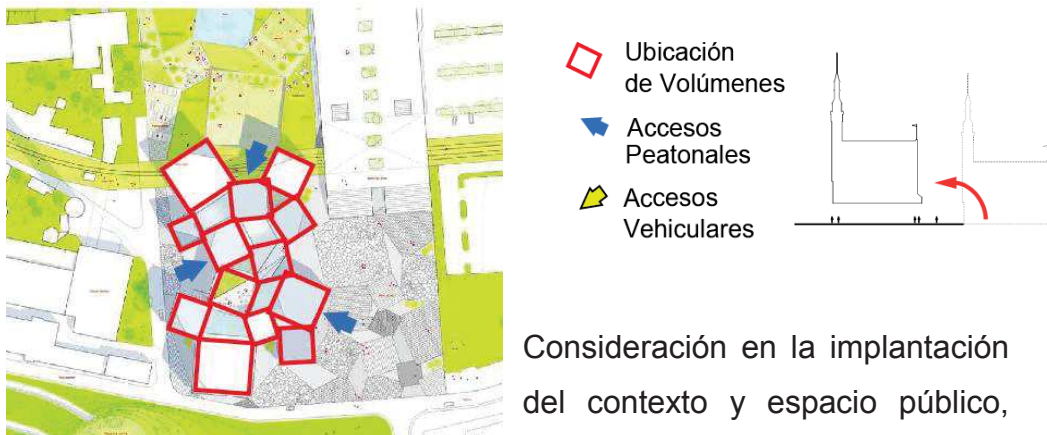 Ubicación
de Volúmenes
Accesos
Peatonales
Accesos
Vehiculares
Consideración en la implantación
del contexto y espacio público,